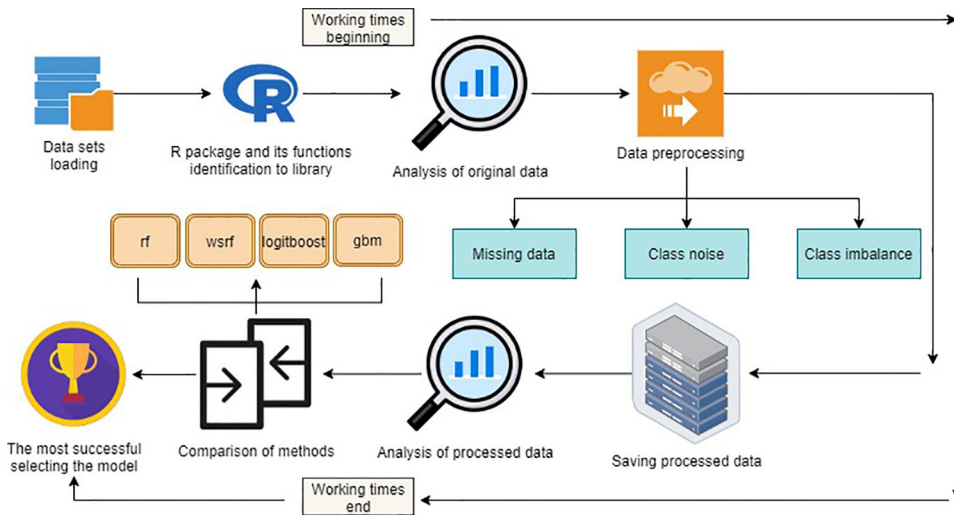 Working times
beginning
R
Data sets
loading
R package and its functions
identification to library
Analysis of original data
Data preprocessing
rf
wsrf
logitboost
gbm
Missing data
Class noise
Class imbalance
The most successful
selecting the model
Comparison of methods
Analysis of processed data
Saving processed data
Working times
end